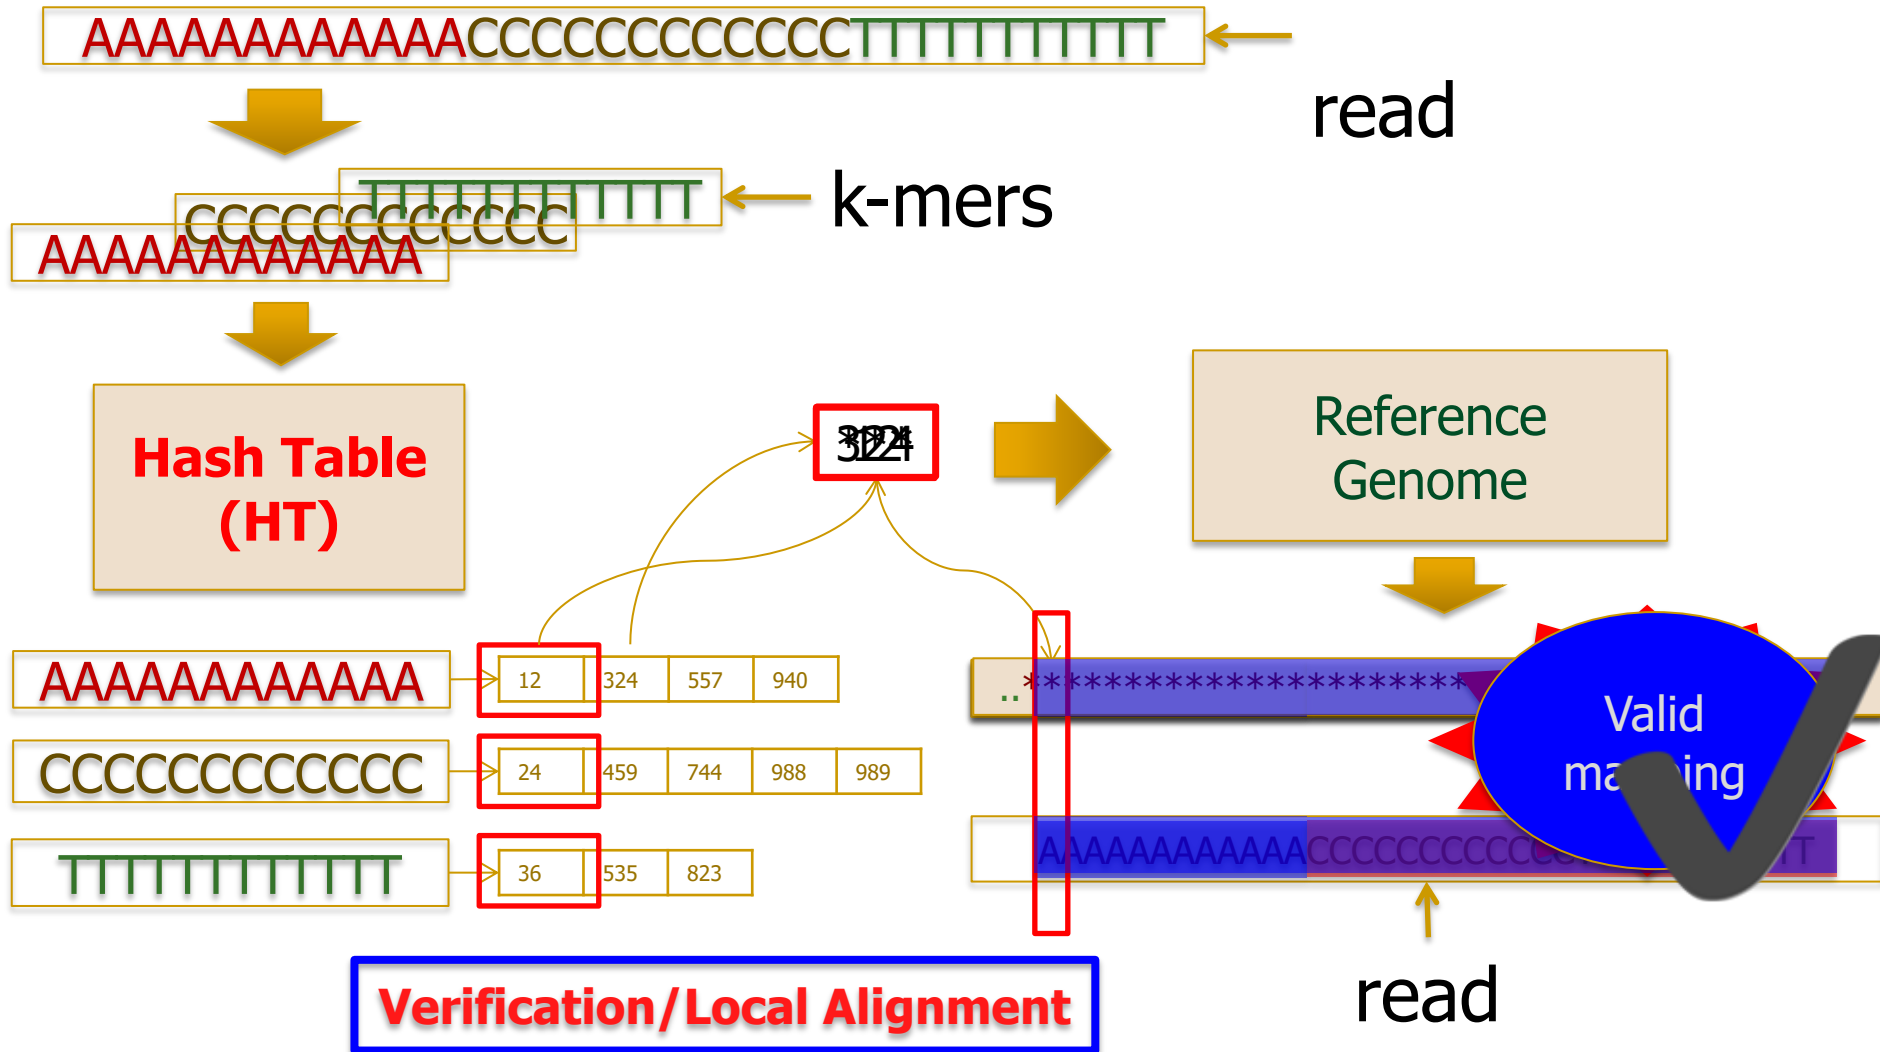 AAAAAAAAAAAACCCCCCCCCCCCTTTTTTTTTTTT
read
k-mers
TTTTTTTTTTTT
CCCCCCCCCCCC
AAAAAAAAAAAA
Hash Table
(HT)
Reference
Genome
AAAAAAAAAAAA
12 324 557 940
CCCCCCCCCCCC
24 459 744 988 989
TTTTTTTTTTTT
36 535 823
Valid
read
Verification/Local Alignment